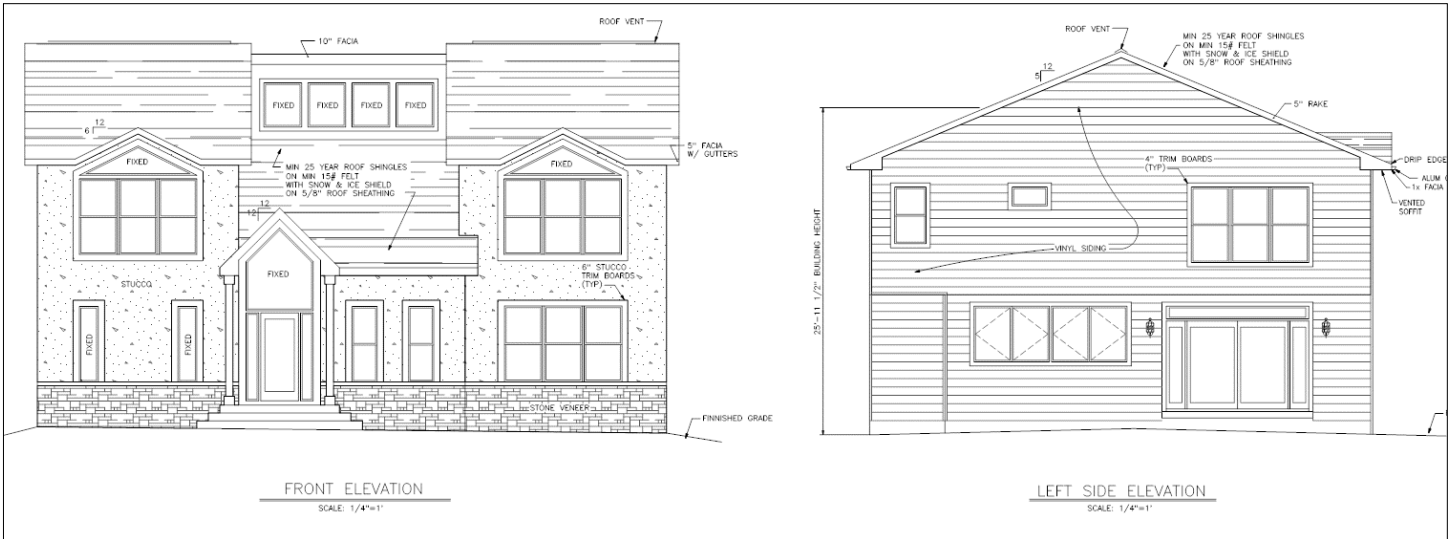 ROOF VENT
10" FACIA
FIXED
FIXED
FIXED
FIXED
12
6
FIXED
MIN 25 YEAR ROOF SHINGLES
ON MIN 15# FELT
WITH SNOW & ICE SHIELD
ON 5/8" ROOF SHEATHING
FIXED
5" FACIA
W/ GUTTERS
12
12
FIXED
STUCCO
6" STUCCO
TRIM BOARDS
(TYP)
FIXED
FIXED
STONE VENEER
FINNISHED GRADE
FRONT ELEVATION
SCALE: 1/4"=1'
ROOF VENT
12
5
MIN 25 YEAR ROOF SHINGLES
ON MIN 15# FELT
WITH SNOW & ICE SHIELD
ON 5/8" ROOF SHEATHING
5" RAKE
4" TRIM BOARDS
(TYP)
DRIP EDGE
ALUM
1x FACIA
VENTED
SOFFIT
VINYL SIDING
25'-11 1/2" BUILDING HEIGHT
LEFT SIDE ELEVATION
SCALE: 1/4"=1'